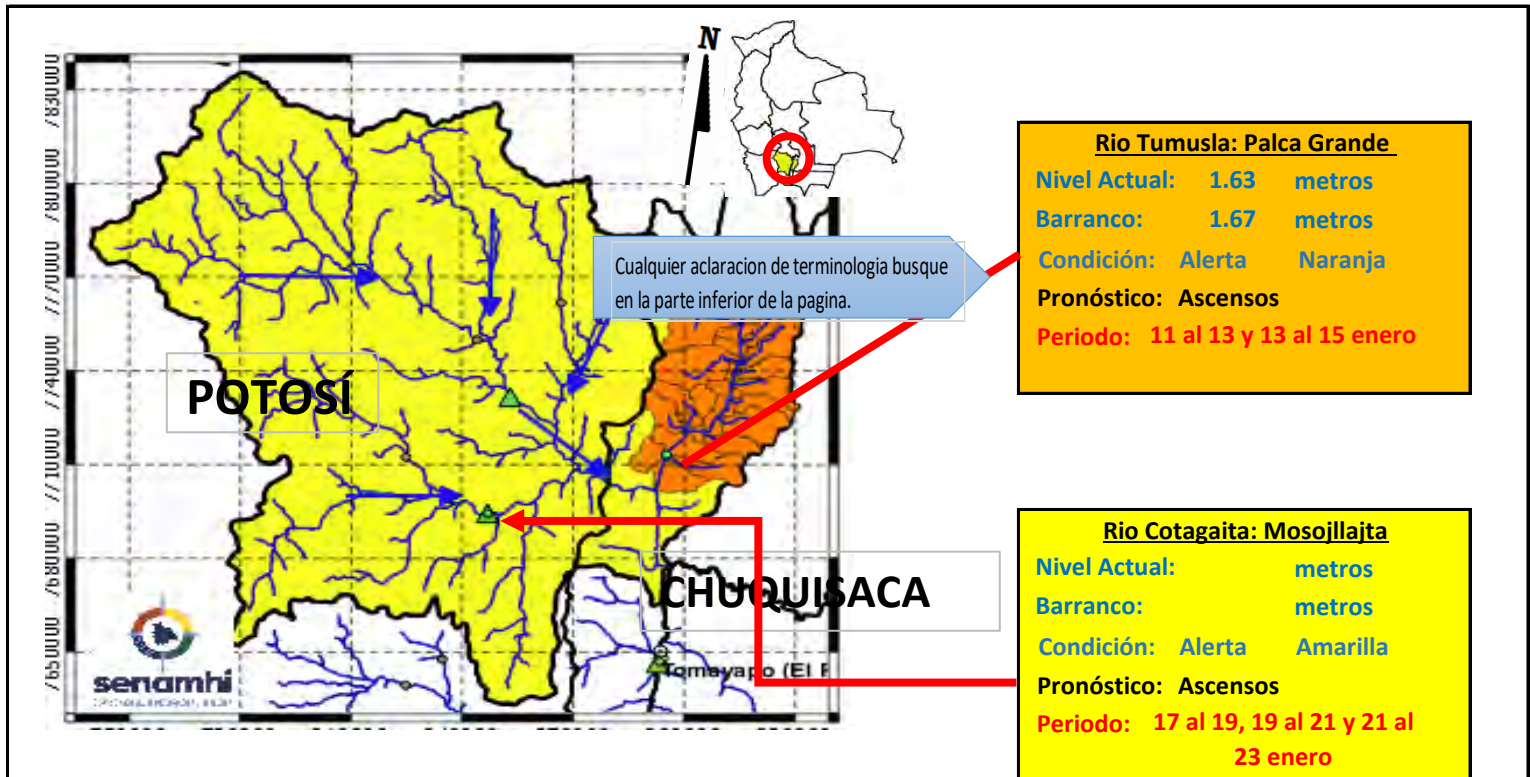 N
Rio Tumusla: Palca Grande
Nivel Actual: 1.63 metros
Barranco: 1.67 metros
Condición: Alerta Naranja
Pronóstico: Ascensos
Periodo: 11 al 13 y 13 al 15 enero
Cualquier aclaracion de terminologia busque
en la parte inferior de la pagina.
POTOSÍ
CHUQUISACA
Tomayapo (El
senamhi
Rio Cotagaita: Mosojllajta
Nivel Actual: metros
Barranco: metros
Condición: Alerta Amarilla
Pronóstico: Ascensos
Periodo: 17 al 19, 19 al 21 y 21 al
23 enero